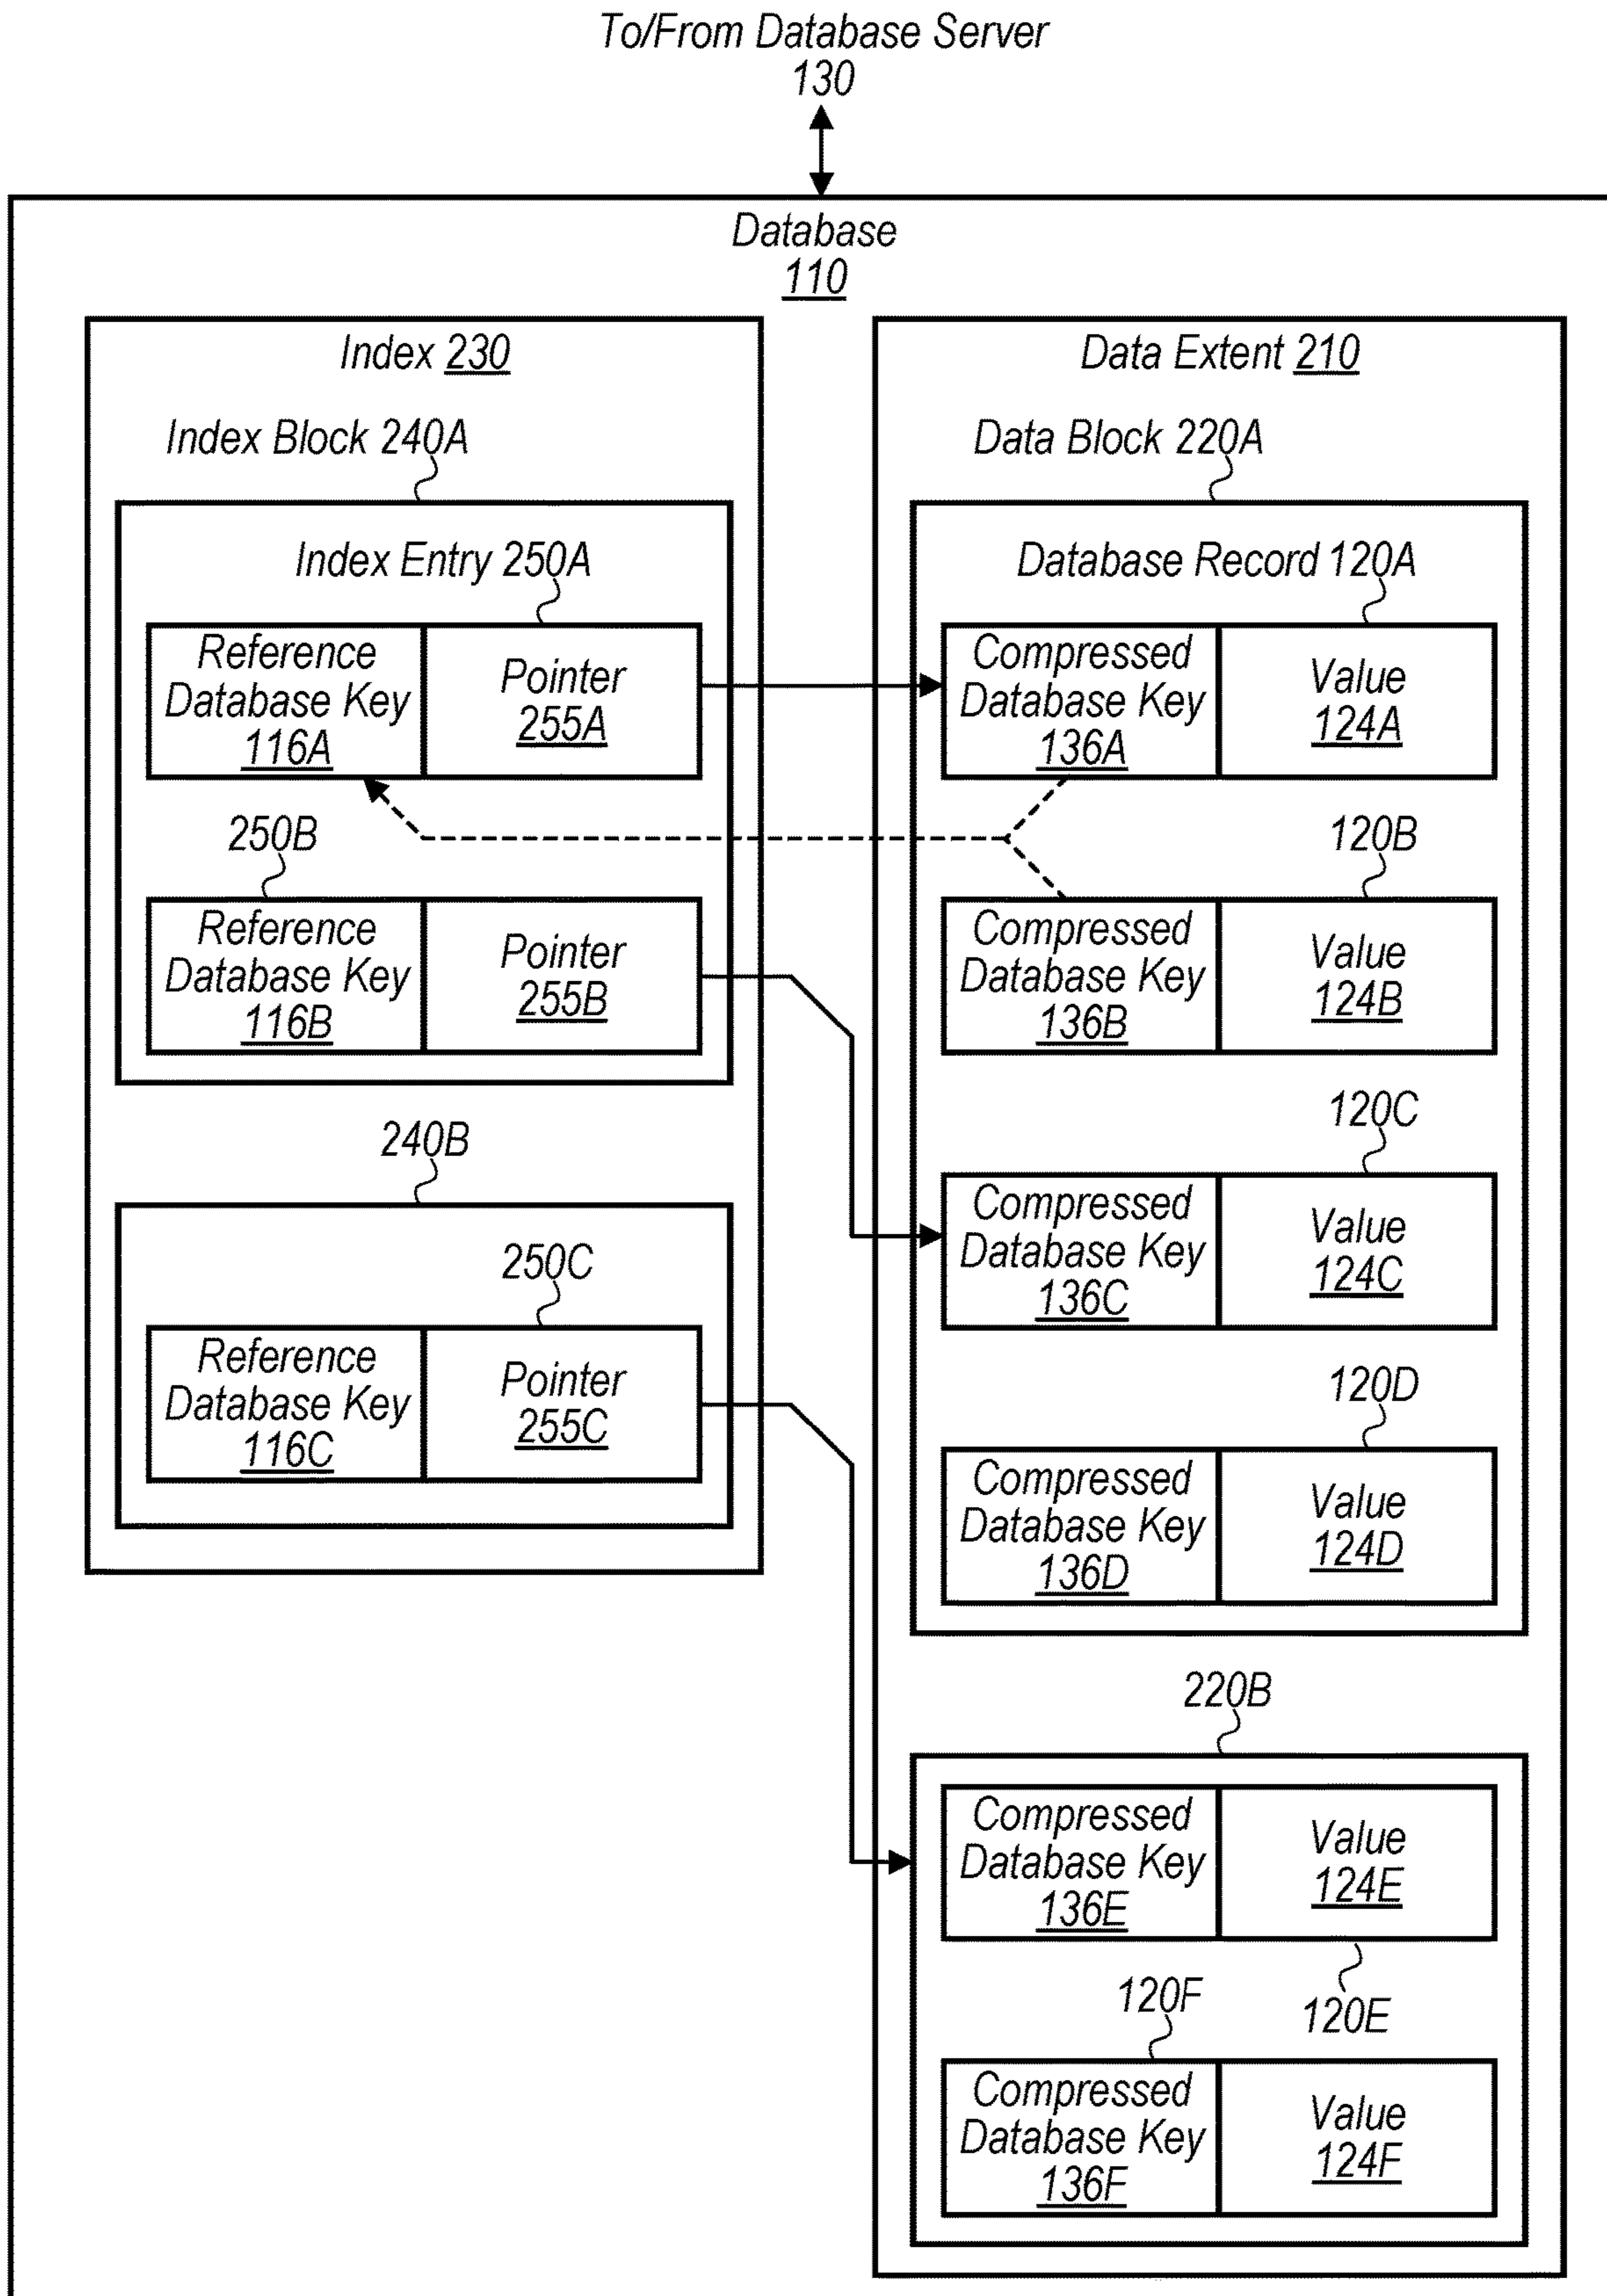 To/From Database Server
130
Database
110
Index 230
Index Block 240A
Index Entry 250A
Reference
Database Key
116A
Pointer
255A
250B
Reference
Database Key
116B
Pointer
255B
240B
250C
Reference
Database Key
116C
Pointer
255C
Data Extent 210
Data Block 220A
Database Record 120A
Compressed
Database Key
136A
Value
124A
120B
Compressed
Database Key
136B
Value
124B
120C
Compressed
Database Key
136C
Value
124C
120D
Compressed
Database Key
136D
Value
124D
220B
Compressed
Database Key
136E
Value
124E
120E
120F
Compressed
Database Key
136F
Value
124F